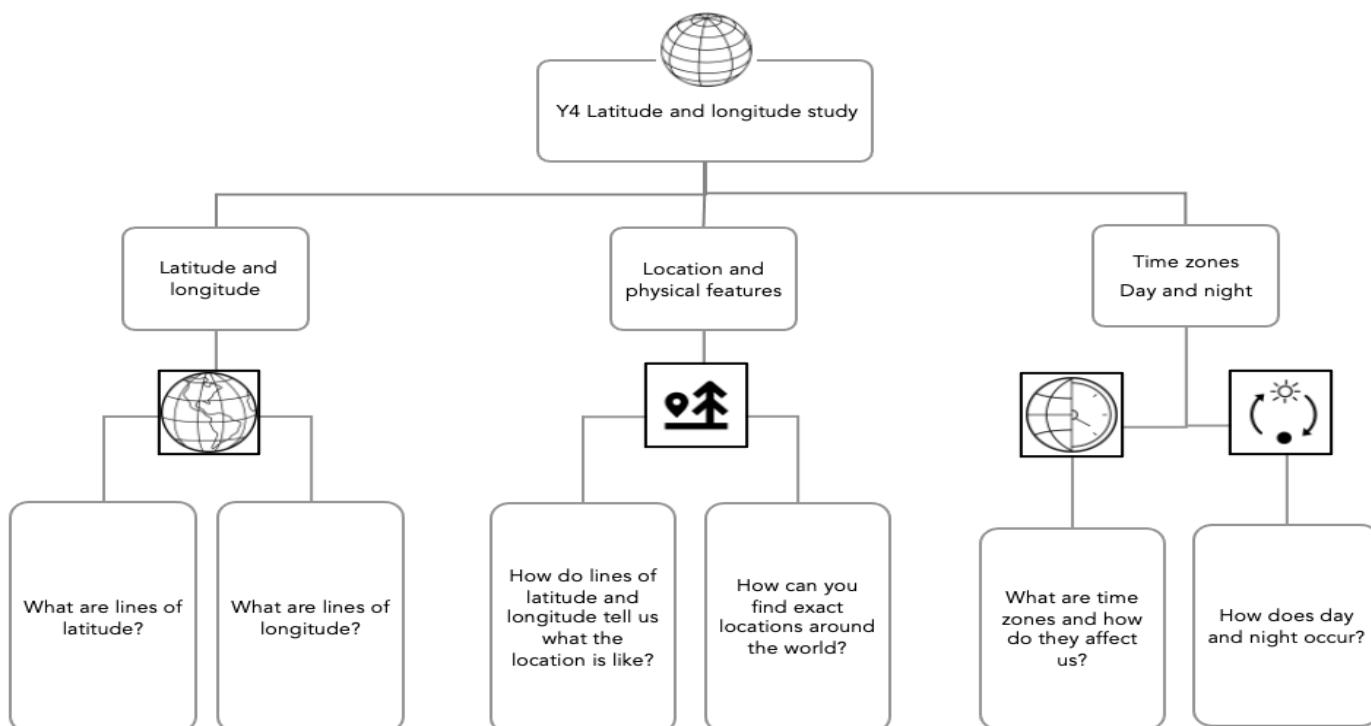 Y4 Latitude and longitude study
Latitude and
longitude
Location and
physical features
Time zones
Day and night
What are lines of
latitude?
What are lines of
longitude?
How do lines of
latitude and
longitude tell us
what the
location is like?
How can you
find exact
locations around
the world?
What are time
zones and how
do they affect
us?
How does day
and night occur?